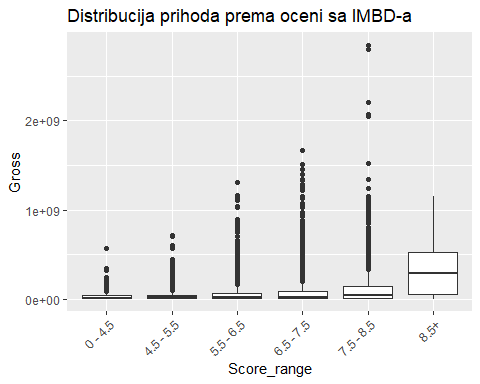 Distribucija prihoda prema oceni sa IMBD-a
Gross
2e+09
1e+09
0e+00
0 - 4.5
4.5 - 5.5
5.5 - 6.5
6.5 - 7.5
7.5 - 8.5
8.5+
Score_range